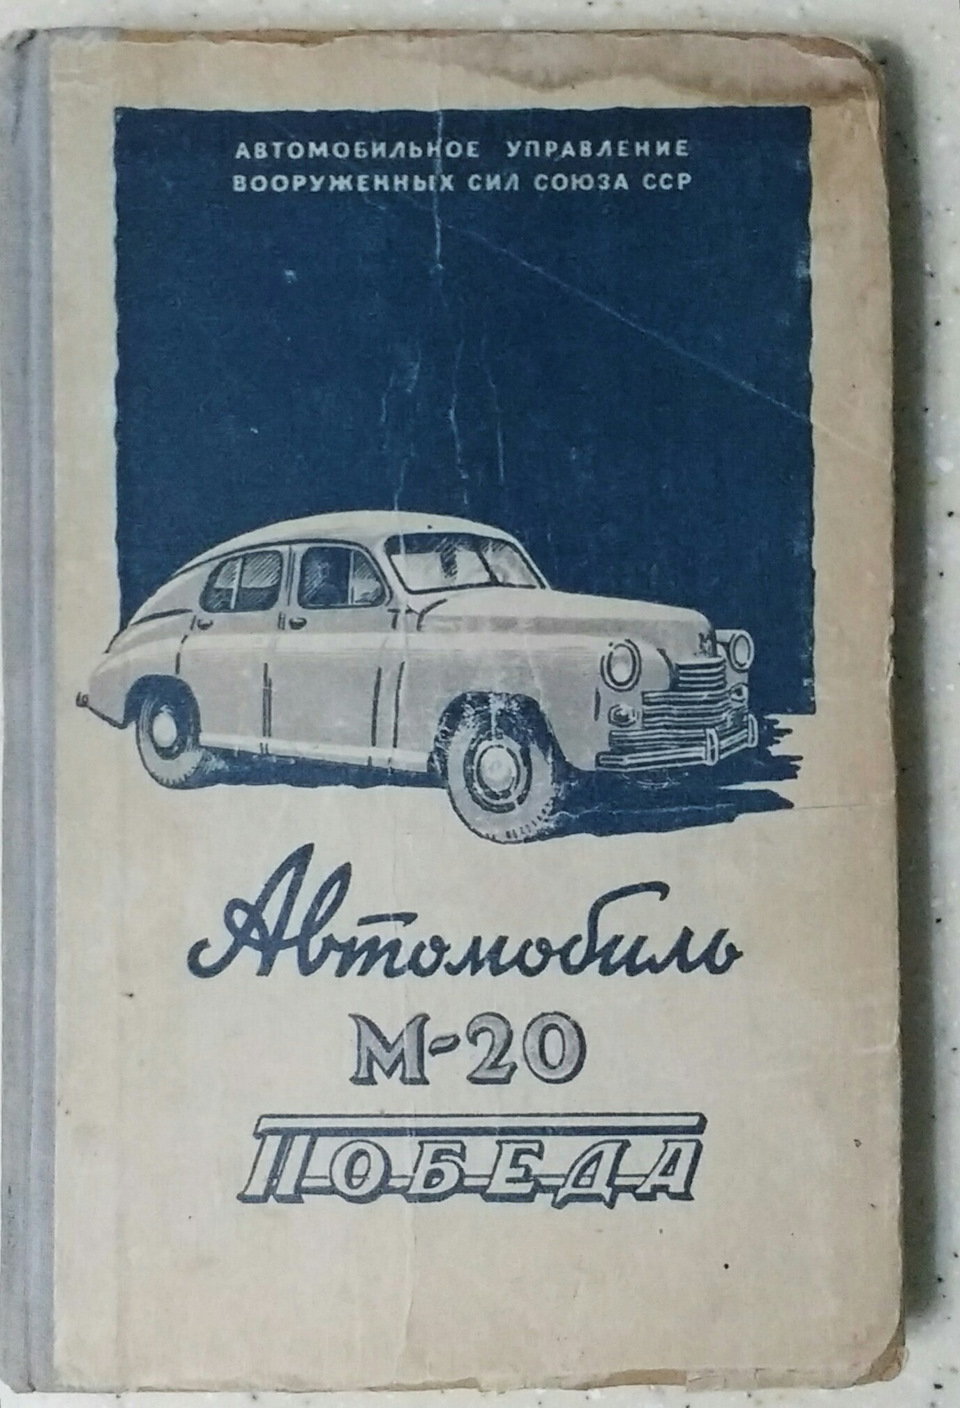 АВТОМОБИЛЬНОЕ УПРАВЛЕНИЕ
ВООРУЖЕННЫХ СИЛ СОЮЗА ССР
Автомобиль
М-20
ПОБЕДА